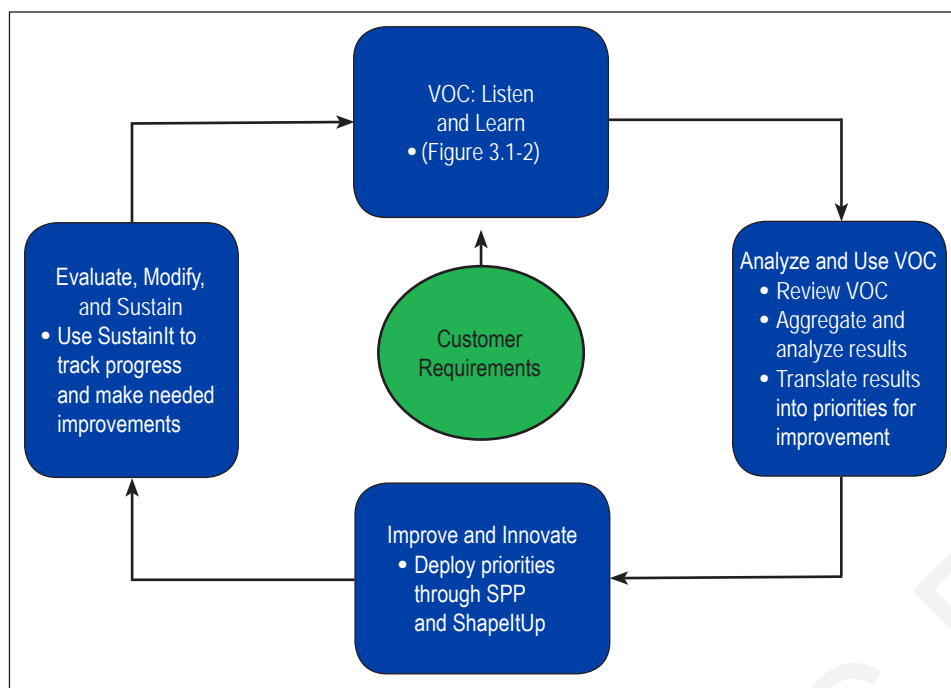 VOC: Listen
and Learn
• (Figure 3.1-2)
Analyze and Use VOC
• Review VOC
• Aggregate and
analyze results
• Translate results
into priorities for
improvement
Improve and Innovate
• Deploy priorities
through SPP
and ShapeItUp
Evaluate, Modify,
and Sustain
• Use SustainIt to
track progress
and make needed
improvements
Customer
Requirements